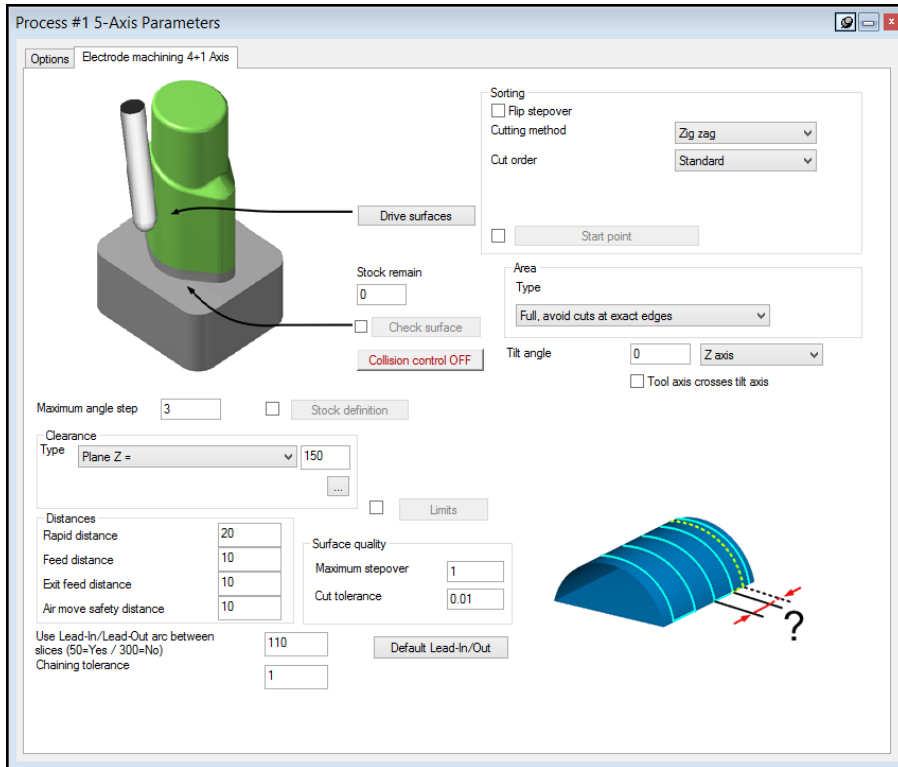 Process #1 5-Axis Parameters
Options
Electrode machining 4+1 Axis
Sorting
Flip stepover
Cutting method
Zig zag
Cut order
Standard
Drive surfaces
Start point
Stock remain
0
Check surface
Collision control OFF
Area
Type
Full, avoid cuts at exact edges
Tilt angle
0
Z axis
Tool axis crosses tilt axis
Maximum angle step
3
Stock definition
Clearance
Type
Plane Z =
150
...
Limits
Distances
Rapid distance
20
Feed distance
10
Exit feed distance
10
Air move safety distance
10
Surface quality
Maximum stepover
1
Cut tolerance
0.01
?
Use Lead-In/Lead-Out arc between
slices (50=Yes / 300=No)
110
Default Lead-In/Out
Chaining tolerance
1